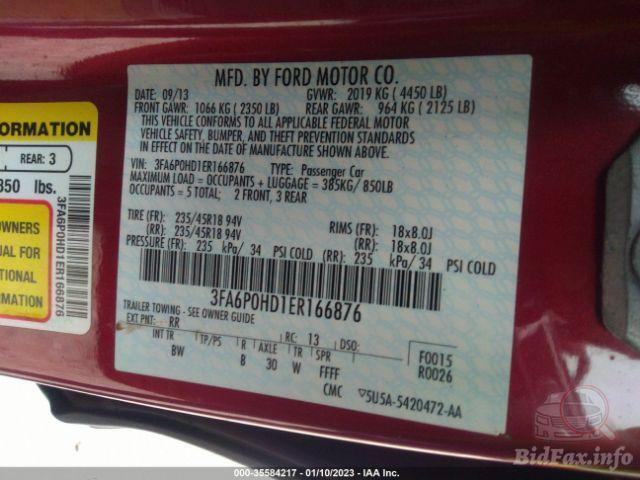 MFD. BY FORD MOTOR CO.
DATE: 09/13 GVWR: 2019 KG ( 4450 LB)
FRONT GAWR: 1066 KG ( 2350 LB) REAR GAWR: 964 KG ( 2125 LB)
THIS VEHICLE CONFORMS TO ALL APPLICABLE FEDERAL MOTOR
VEHICLE SAFETY, BUMPER, AND THEFT PREVENTION STANDARDS
IN EFFECT ON THE DATE OF MANUFACTURE SHOWN ABOVE.
VIN: 3FA6P0HD1ER166876 TYPE: Passenger Car
MAXIMUM LOAD = OCCUPANTS + LUGGAGE = 385KG/ 850LB
OCCUPANTS = 5 TOTAL; 2 FRONT, 3 REAR
TIRE (FR): 235/45R18 94V RIMS (FR): 18x8.0J
(RR): 235/45R18 94V (RR): 18x8.0J
PRESSURE (FR): 235 kPa/ 34 PSI COLD (RR): 235 kPa/ 34 PSI COLD
3FA6P0HD1ER166876
TRAILER TOWING - SEE OWNER GUIDE
EXT PNT: RR RC: 13 DSO: F0015
INT TR TP/PS R AXLE TR SPR R0026
BW B 30 W FFFF
CMC ▽5U5A-5420472-AA
FORMATION
REAR: 3
850 lbs.
OWNERS
UAL FOR
TIONAL
RMATION
3FA6P0HD1ER166876
BidFax.info
000-35584217 - 01/10/2023 - IAA Inc.